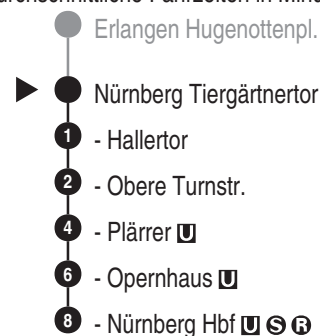 Erlangen Hugenottenpl.
Nürnberg Tiergärtnertor
1 - Hallertor
2 - Obere Turnstr.
4 - Plärrer U
6 - Opernhaus U
8 - Nürnberg Hbf U S R